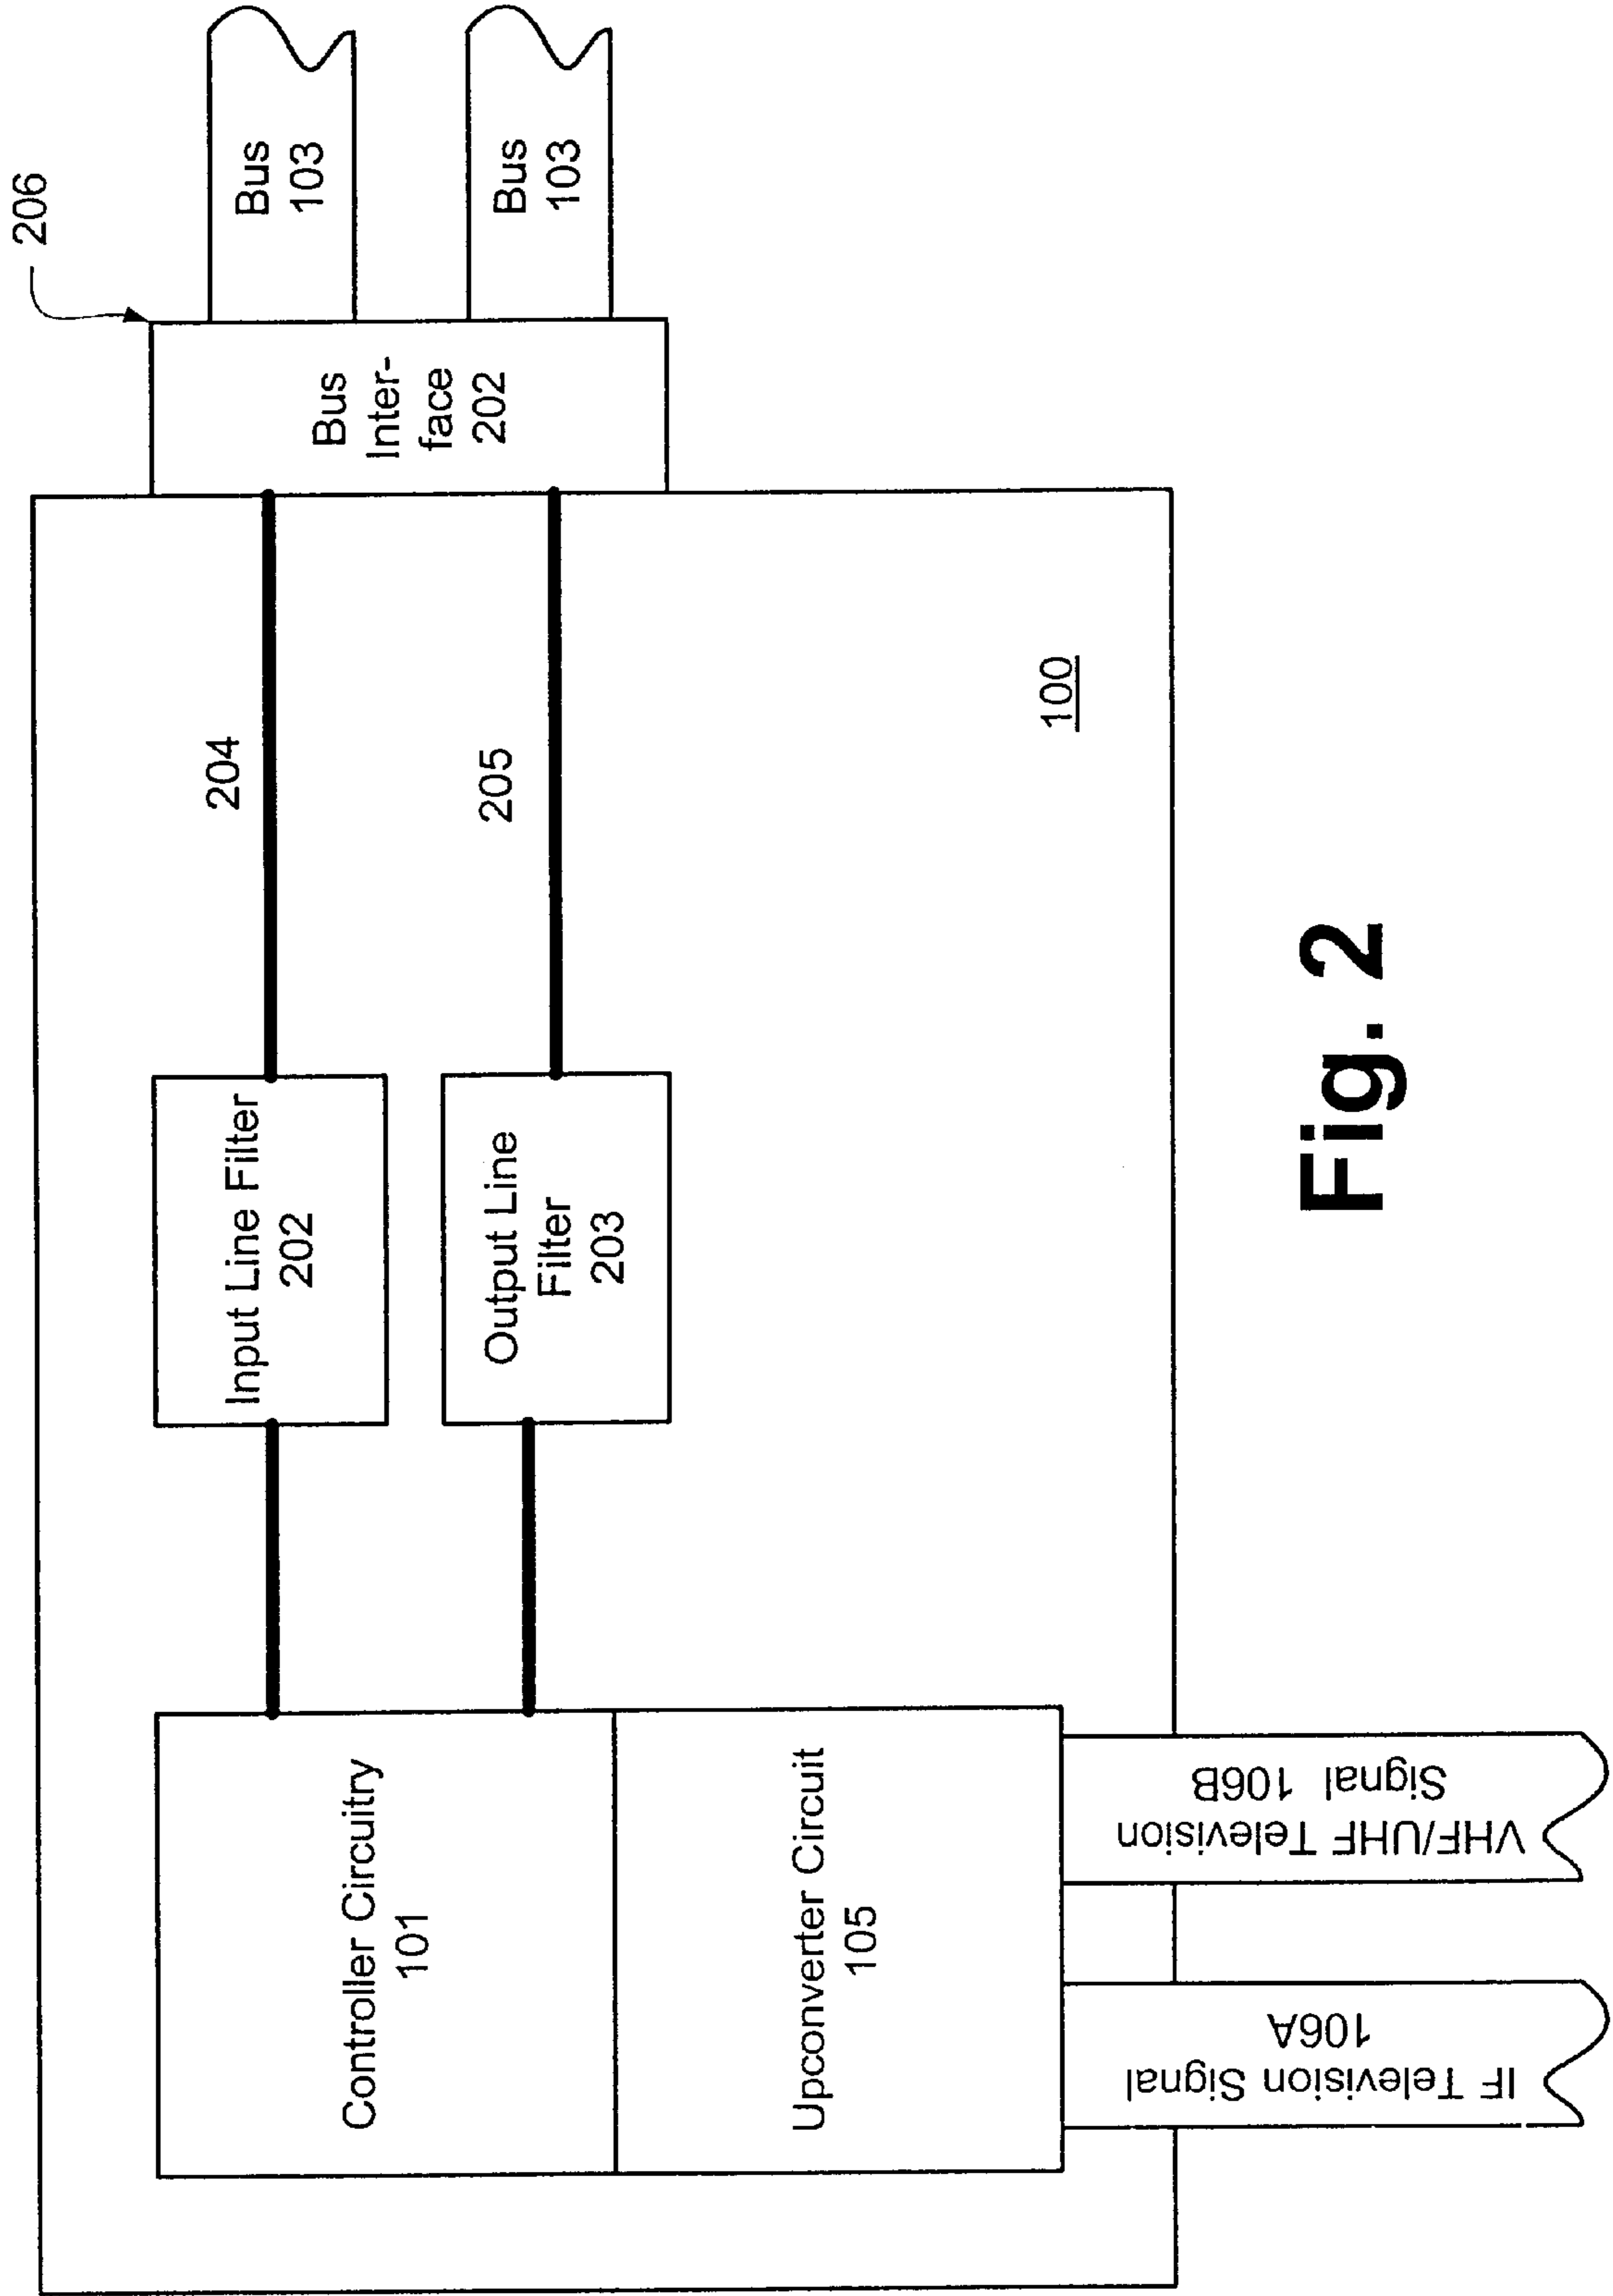 206
Bus
103
Bus
103
Bus
Inter-
face
202
204
205
100
Input Line Filter
202
Output Line
Filter
203
Controller Circuitry
101
Upconverter Circuit
105
IF Television Signal
106A
VHF/UHF Television
Signal 106B
Fig. 2